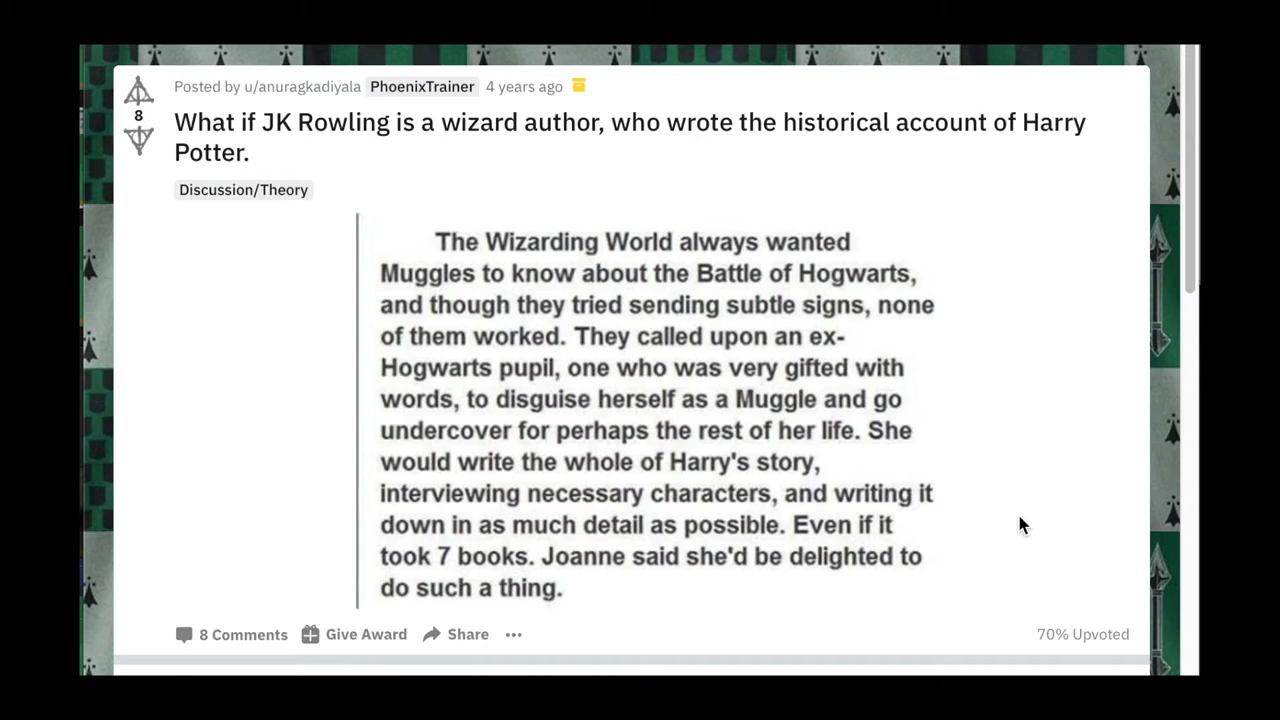 Posted by u/anuragkadiyala PhoenixTrainer 4 years ago
8
What if JK Rowling is a wizard author, who wrote the historical account of Harry
Potter.
Discussion/Theory
The Wizarding World always wanted
Muggles to know about the Battle of Hogwarts,
and though they tried sending subtle signs, none
of them worked. They called upon an ex-
Hogwarts pupil, one who was very gifted with
words, to disguise herself as a Muggle and go
undercover for perhaps the rest of her life. She
would write the whole of Harry's story,
interviewing necessary characters, and writing it
down in as much detail as possible. Even if it
took 7 books. Joanne said she'd be delighted to
do such a thing.
8 Comments Give Award Share ••• 70% Upvoted